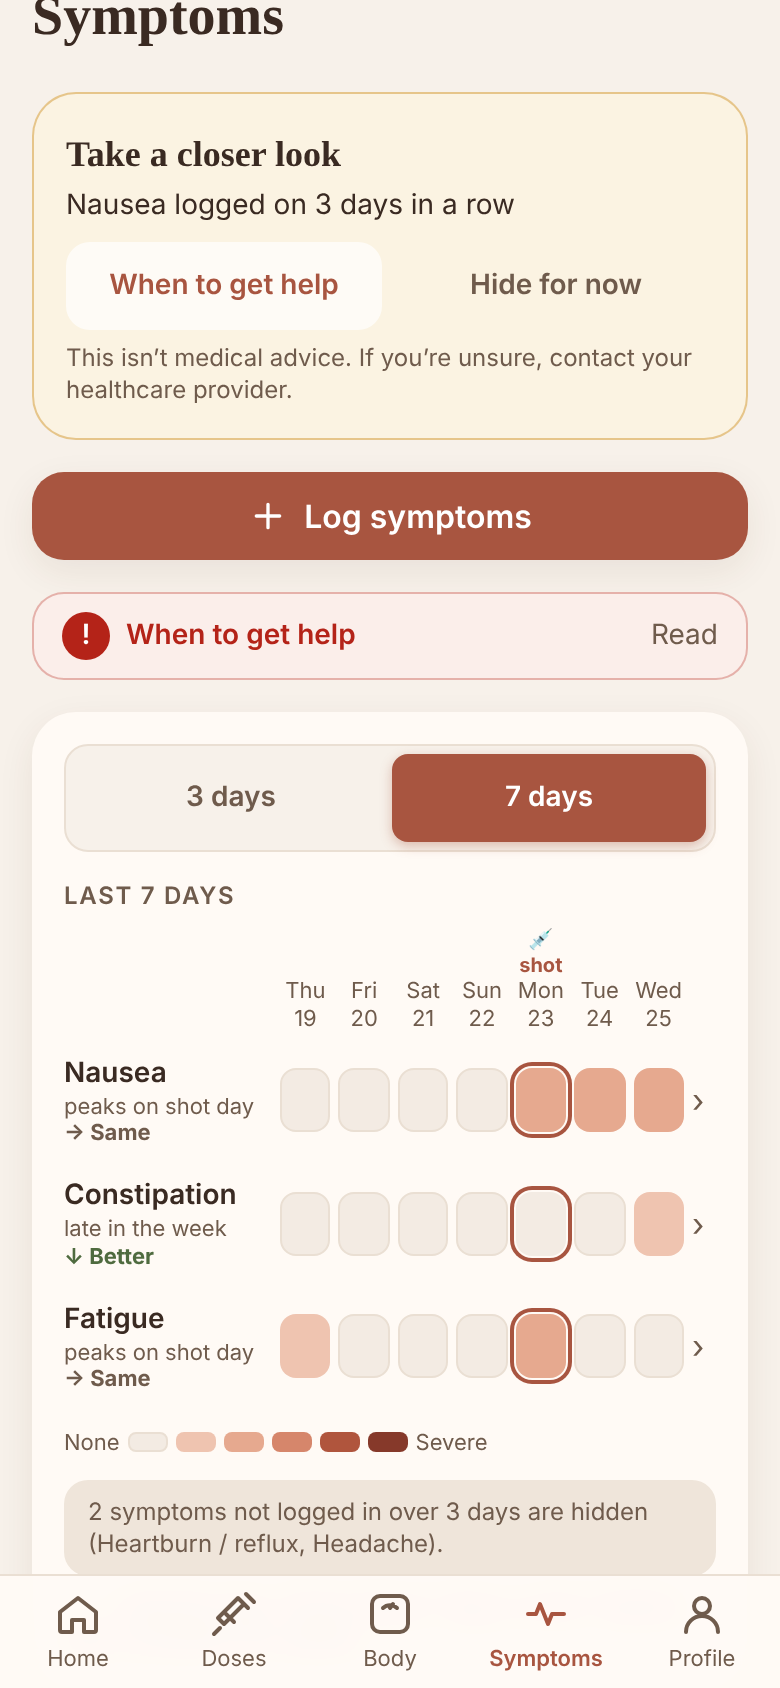 Symptoms
Take a closer look
Nausea logged on 3 days in a row
When to get help
Hide for now
This isn’t medical advice. If you’re unsure, contact your
healthcare provider.
+ Log symptoms
! When to get help
Read
3 days
7 days
LAST 7 DAYS
shot
Thu Fri Sat Sun Mon Tue Wed
19 20 21 22 23 24 25
Nausea
peaks on shot day
→ Same
Constipation
late in the week
↓ Better
Fatigue
peaks on shot day
→ Same
None Severe
2 symptoms not logged in over 3 days are hidden
(Heartburn / reflux, Headache).
Home Doses Body Symptoms Profile